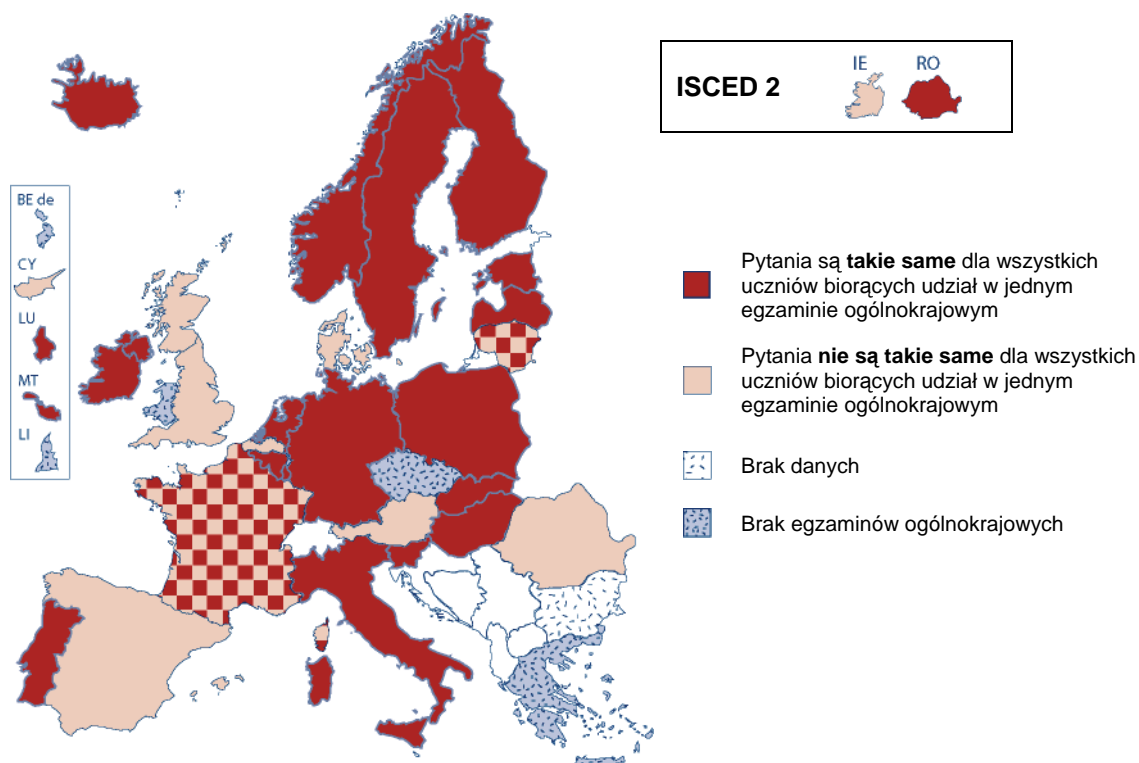 ISCED 2
IE
RO
BE de
CY
LU
MT
LI
Pytania są takie same dla wszystkich
uczniów biorących udział w jednym
egzaminie ogólnokrajowym
Pytania nie są takie same dla wszystkich
uczniów biorących udział w jednym
egzaminie ogólnokrajowym
Brak danych
Brak egzaminów ogólnokrajowych